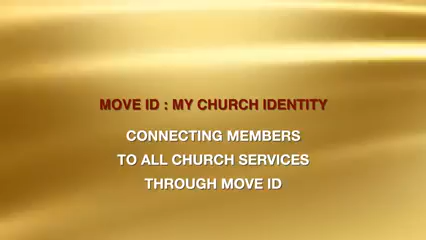 MOVE ID : MY CHURCH IDENTITY
CONNECTING MEMBERS
TO ALL CHURCH SERVICES
THROUGH MOVE ID